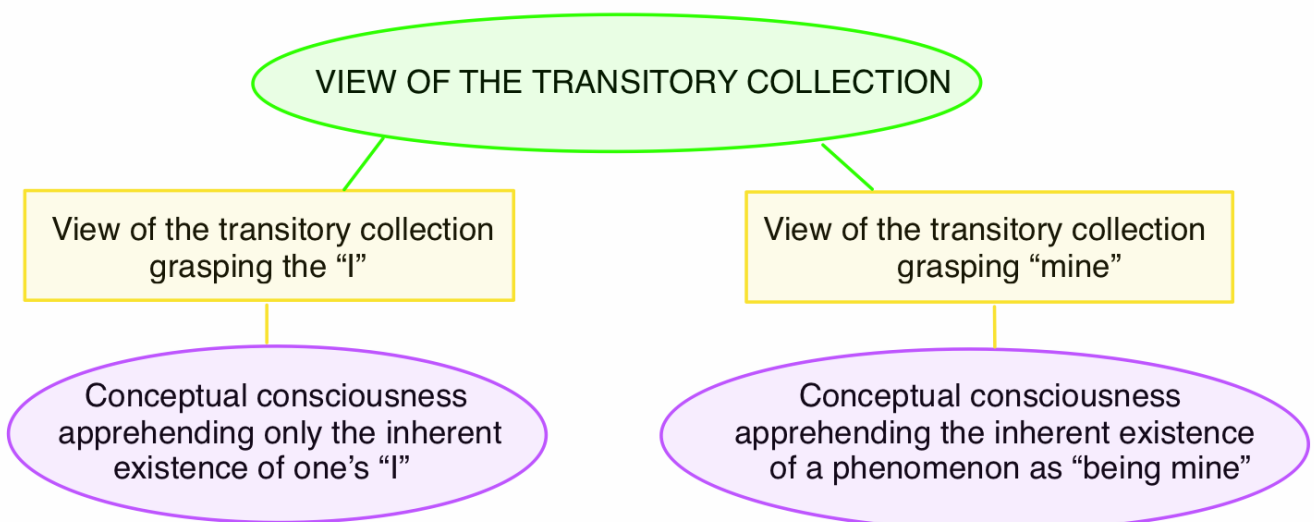 VIEW OF THE TRANSITORY COLLECTION
View of the transitory collection
grasping the “I”
View of the transitory collection
grasping “mine”
Conceptual consciousness
apprehending only the inherent
existence of one’s “I”
Conceptual consciousness
apprehending the inherent existence
of a phenomenon as “being mine”